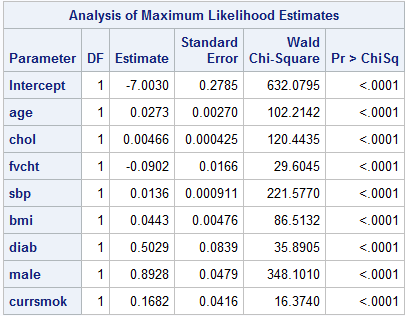 Analysis of Maximum Likelihood Estimates
Parameter DF Estimate Standard Error Wald Chi-Square Pr > ChiSq
Intercept 1 -7.0030 0.2785 632.0795 <.0001
age 1 0.0273 0.00270 102.2142 <.0001
chol 1 0.00466 0.000425 120.4435 <.0001
fvcht 1 -0.0902 0.0166 29.6045 <.0001
sbp 1 0.0136 0.000911 221.5770 <.0001
bmi 1 0.0443 0.00476 86.5132 <.0001
diab 1 0.5029 0.0839 35.8905 <.0001
male 1 0.8928 0.0479 348.1010 <.0001
currsmok 1 0.1682 0.0416 16.3740 <.0001